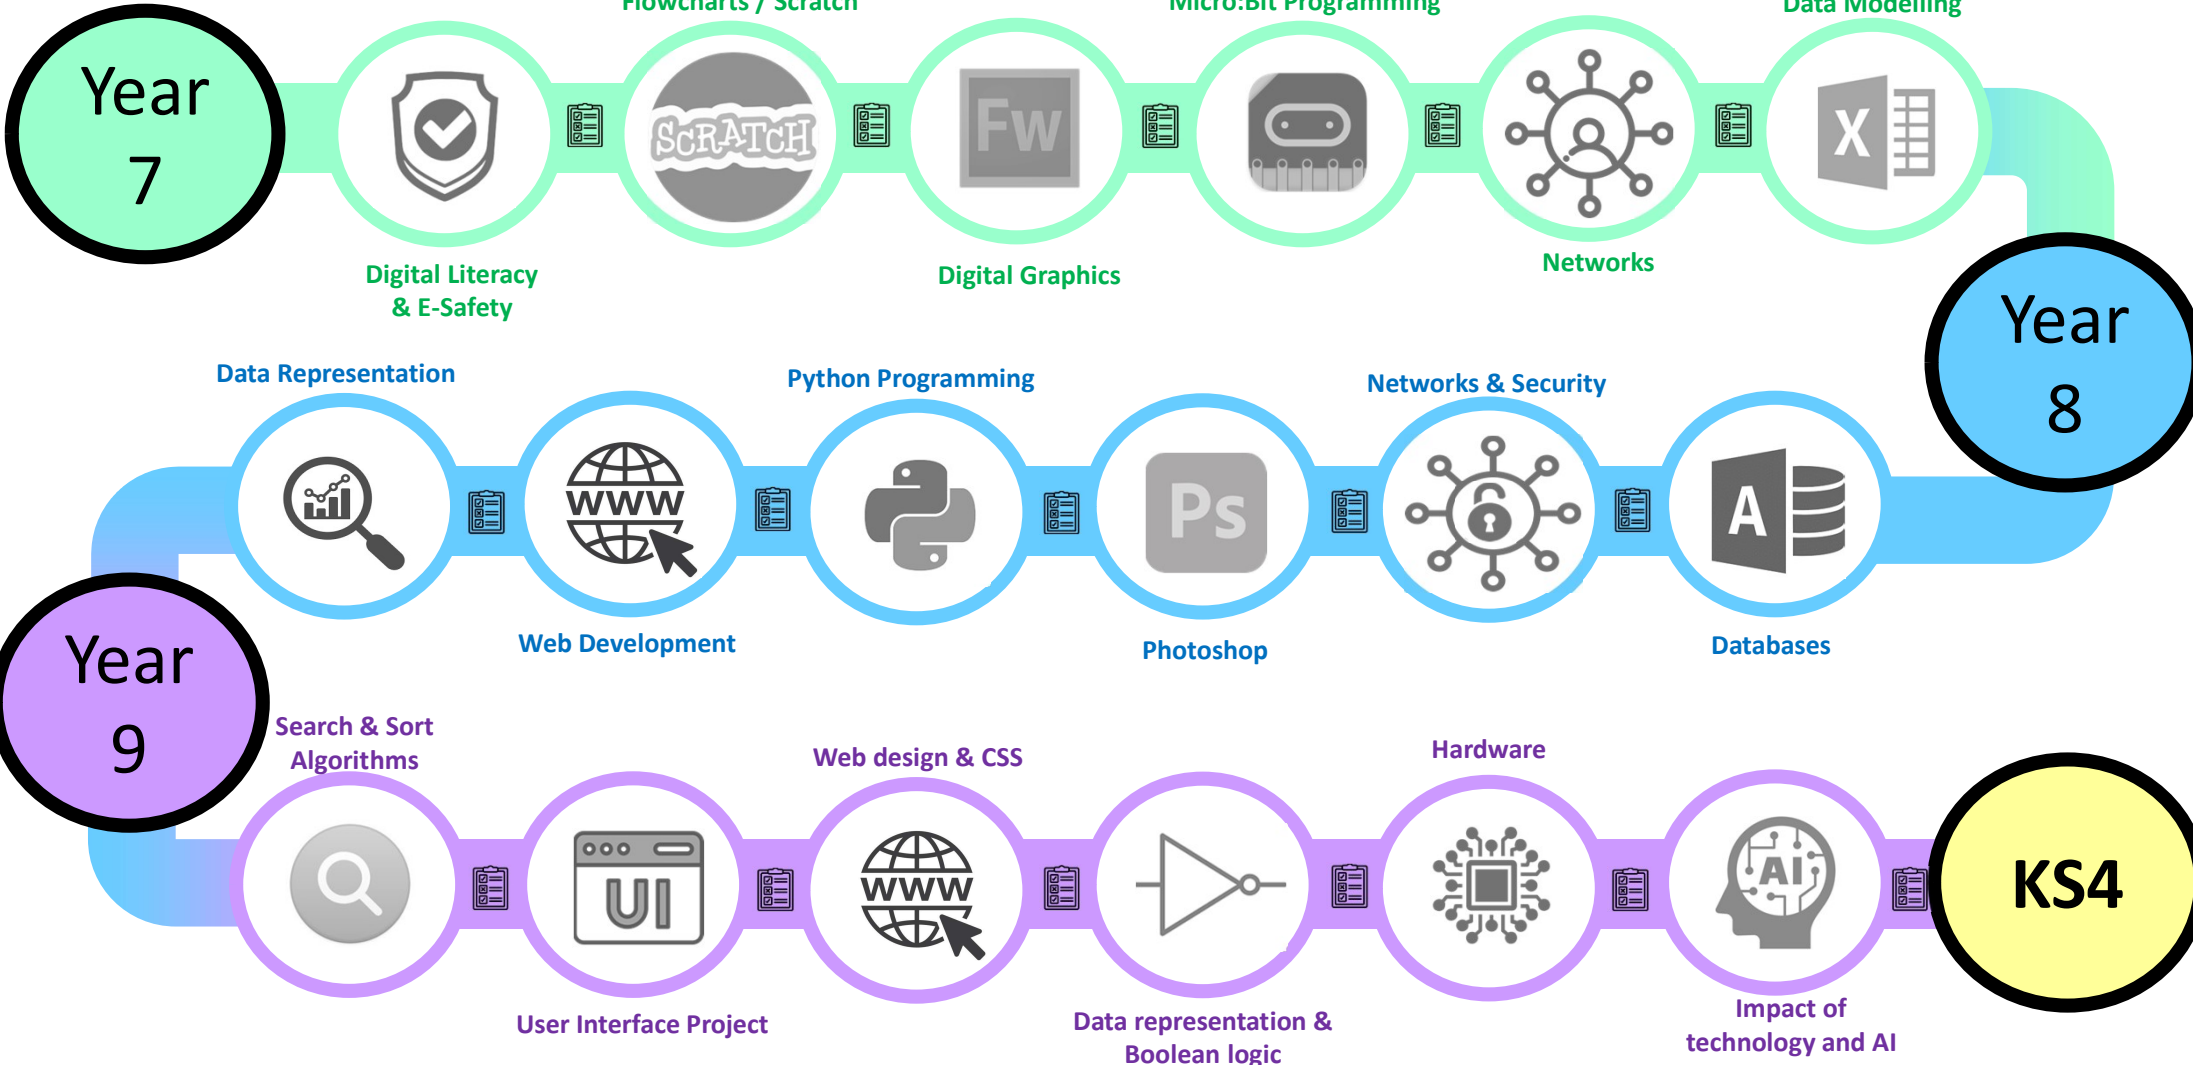 Flowcharts / Scratch
Micro:Bit Programming
Data Modelling
Year
7
SCRATCH
Fw
X
Digital Literacy
& E-Safety
Digital Graphics
Networks
Year
8
Data Representation
Python Programming
Networks & Security
WWW
Ps
A
Web Development
Photoshop
Databases
Year
9
Search & Sort
Algorithms
Web design & CSS
Hardware
UI
WWW
AI
KS4
User Interface Project
Data representation &
Boolean logic
Impact of
technology and AI